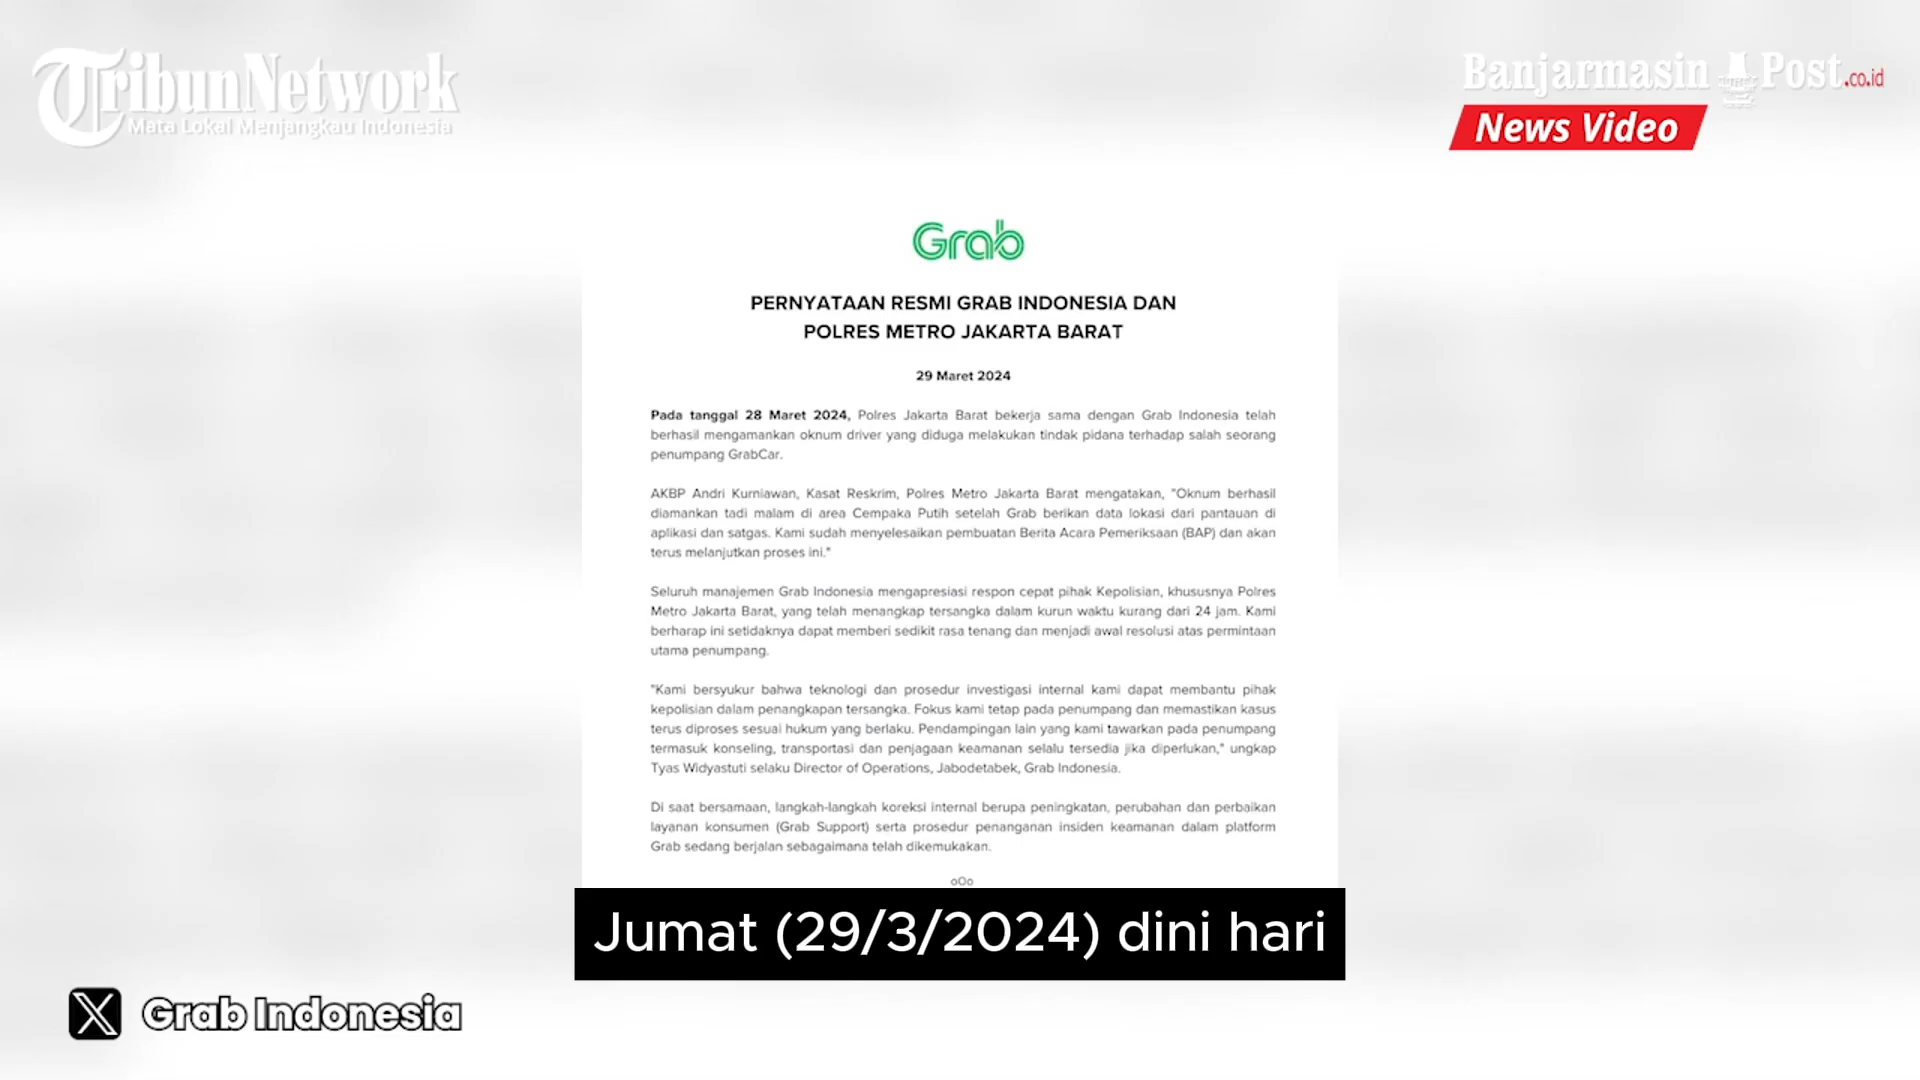 TribunNetwork
Mata Lokal Menjangkau Indonesia
Banjarmasin Post.co.id
News Video
Grab
PERNYATAAN RESMI GRAB INDONESIA DAN
POLRES METRO JAKARTA BARAT
29 Maret 2024
Pada tanggal 28 Maret 2024, Polres Jakarta Barat bekerja sama dengan Grab Indonesia telah
berhasil mengamankan oknum driver yang diduga melakukan tindak pidana terhadap salah seorang
penumpang GrabCar.
AKBP Andri Kurniawan, Kasat Reskrim, Polres Metro Jakarta Barat mengatakan, "Oknum berhasil
diamankan tadi malam di area Cempaka Putih setelah Grab berikan data lokasi dari pantauan di
aplikasi dan satgas. Kami sudah menyelesaikan pembuatan Berita Acara Pemeriksaan (BAP) dan akan
terus melanjutkan proses ini."
Seluruh manajemen Grab Indonesia mengapresiasi respon cepat pihak Kepolisian, khususnya Polres
Metro Jakarta Barat, yang telah menangkap tersangka dalam kurun waktu kurang dari 24 jam. Kami
berharap ini setidaknya dapat memberi sedikit rasa tenang dan menjadi awal resolusi atas permintaan
utama penumpang.
"Kami bersyukur bahwa teknologi dan prosedur investigasi internal kami dapat membantu pihak
kepolisian dalam penangkapan tersangka. Fokus kami tetap pada penumpang dan memastikan kasus
terus diproses sesuai hukum yang berlaku. Pendampingan lain yang kami tawarkan pada penumpang
termasuk konseling, transportasi dan penjagaan keamanan selalu tersedia jika diperlukan," ungkap
Tyas Widyastuti selaku Director of Operations, Jabodetabek, Grab Indonesia.
Di saat bersamaan, langkah-langkah koreksi internal berupa peningkatan, perubahan dan perbaikan
layanan konsumen (Grab Support) serta prosedur penanganan insiden keamanan dalam platform
Grab sedang berjalan sebagaimana telah dikemukakan.
oOo
Jumat (29/3/2024) dini hari
X Grab Indonesia